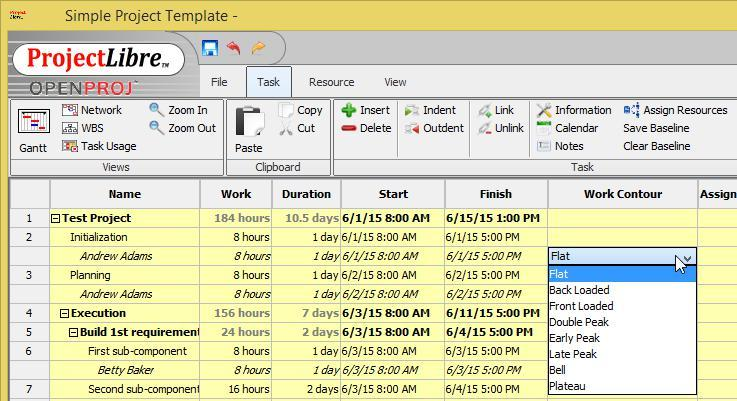 Project Libre Simple Project Template -
ProjectLibre™
OPENPROJ
File Task Resource View
Network Zoom In Copy Insert Indent Link Information Assign Resources
WBS Zoom Out Cut Delete Outdent Unlink Calendar Save Baseline
Gantt Task Usage Paste Notes Clear Baseline
Views Clipboard Task
Name Work Duration Start Finish Work Contour Assign
1 Test Project 184 hours 10.5 days 6/1/15 8:00 AM 6/15/15 1:00 PM
2 Initialization 8 hours 1 day 6/1/15 8:00 AM 6/1/15 5:00 PM
Andrew Adams 8 hours 1 day 6/1/15 8:00 AM 6/1/15 5:00 PM Flat
3 Planning 8 hours 1 day 6/2/15 8:00 AM 6/2/15 5:00 PM Flat
Andrew Adams 8 hours 1 day 6/2/15 8:00 AM 6/2/15 5:00 PM Back Loaded
Front Loaded
4 Execution 156 hours 7 days 6/3/15 8:00 AM 6/11/15 5:00 PM Double Peak
5 Build 1st requirement 24 hours 2 days 6/3/15 8:00 AM 6/4/15 5:00 PM Early Peak
6 First sub-component 8 hours 1 day 6/3/15 8:00 AM 6/3/15 5:00 PM Late Peak
Betty Baker 8 hours 1 day 6/3/15 8:00 AM 6/3/15 5:00 PM Bell
7 Second sub-component 16 hours 2 days 6/3/15 8:00 AM 6/4/15 5:00 PM Plateau